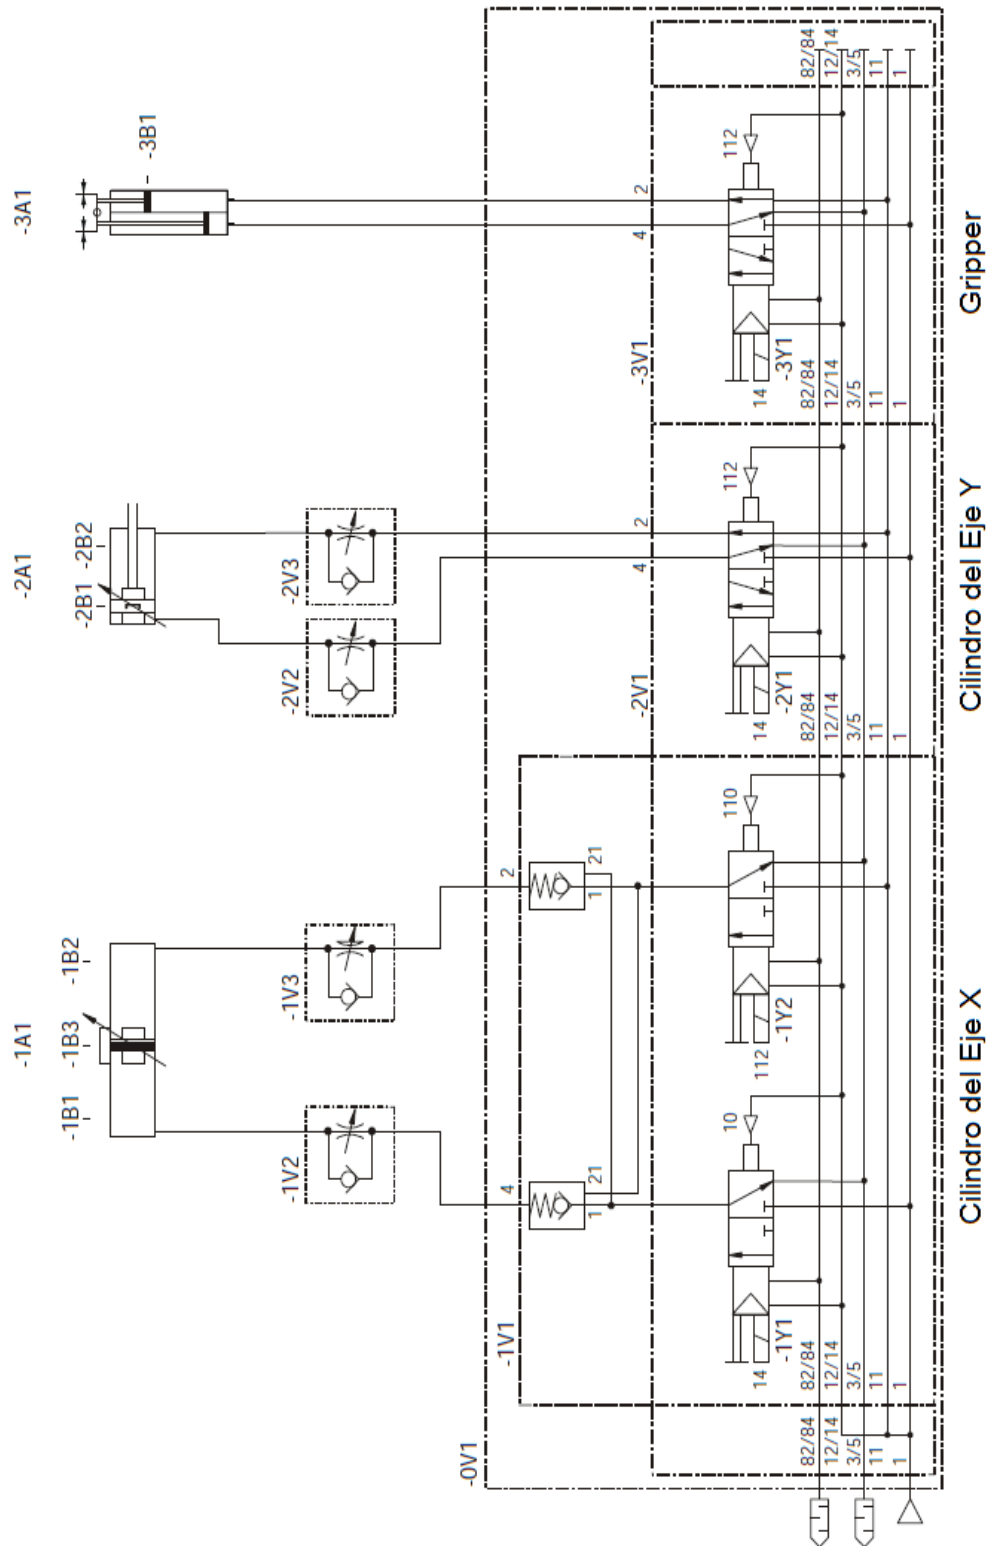 -1A1
-2A1
-3A1
-1B1
-1B3
-1B2
-2B1
-2B2
-3B1
-1V2
-1V3
-2V2
-2V3
-0V1
-1V1
4
2
21
21
1
1
-2V1
4
2
-3V1
4
2
10
110
112
112
14
-1Y1
112
-1Y2
14
-2Y1
14
-3Y1
82/84
12/14
3/5
11
1
82/84
12/14
3/5
11
1
82/84
12/14
3/5
11
1
82/84
12/14
3/5
11
1
82/84
12/14
3/5
11
1
Cilindro del Eje X
Cilindro del Eje Y
Gripper